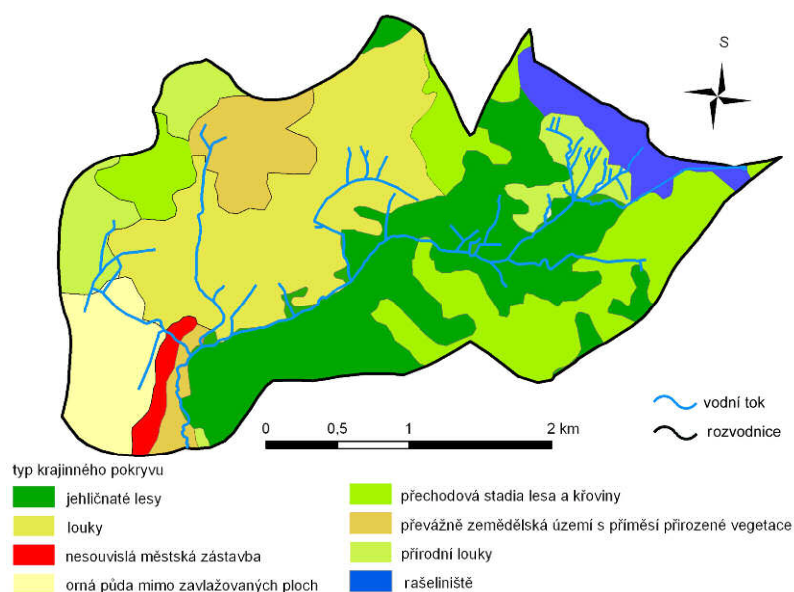 S
vodní tok
rozvodnice
0 0,5 1 2 km
typ krajinného pokryvu
jehličnaté lesy
louky
nesouvislá městská zástavba
orná půda mimo zavlažovaných ploch
přechodová stadia lesa a křoviny
převážně zemědělská území s příměsí přirozené vegetace
přírodní louky
rašeliniště